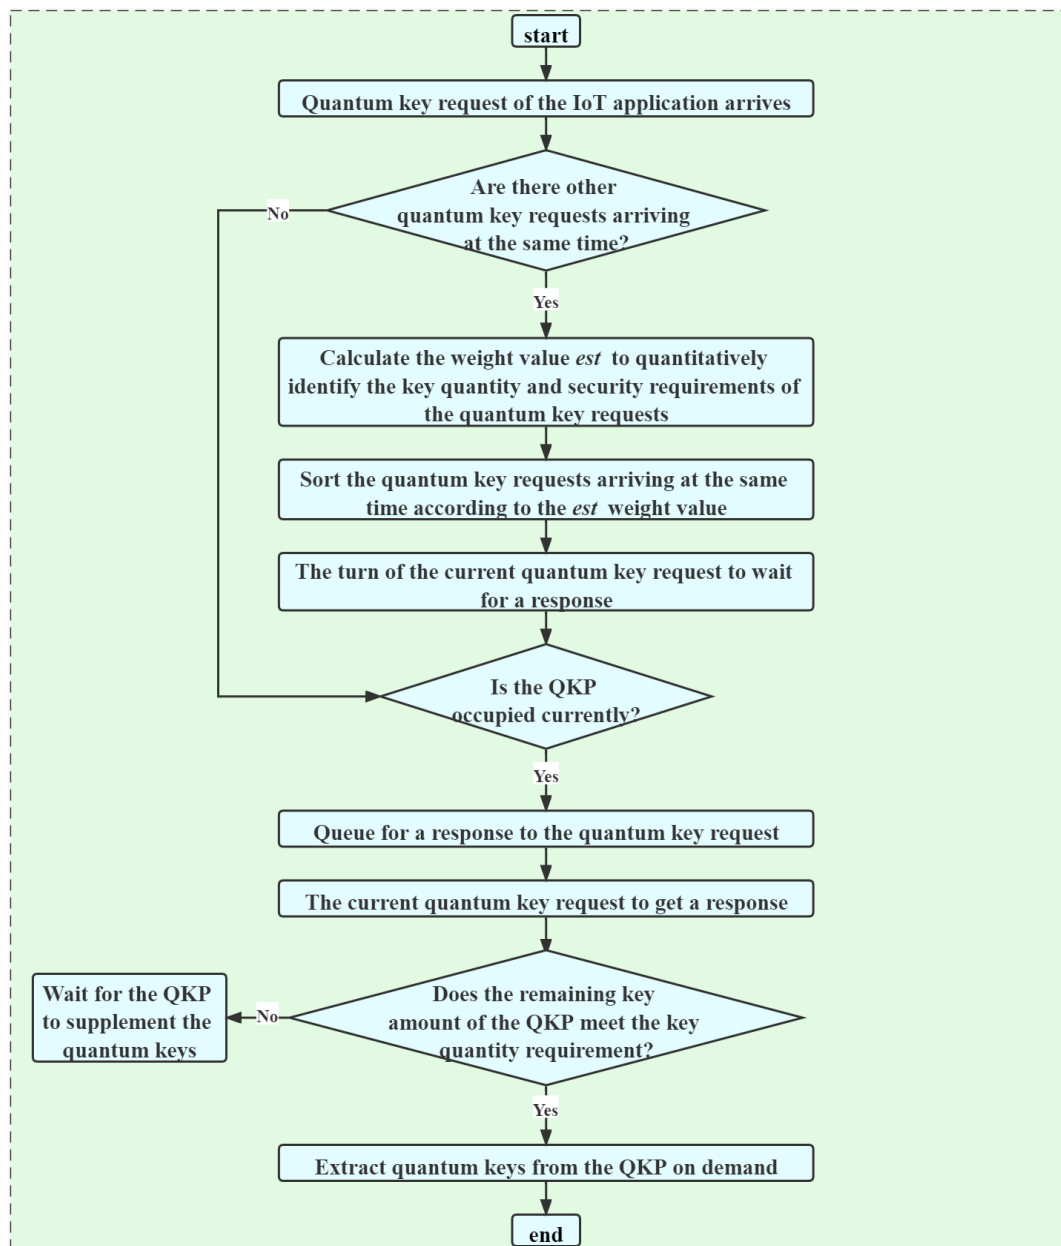 start
Quantum key request of the IoT application arrives
Are there other
quantum key requests arriving
at the same time?
No
Yes
Calculate the weight value est to quantitatively
identify the key quantity and security requirements of
the quantum key requests
Sort the quantum key requests arriving at the same
time according to the est weight value
The turn of the current quantum key request to wait
for a response
Is the QKP
occupied currently?
Yes
Queue for a response to the quantum key request
The current quantum key request to get a response
Does the remaining key
amount of the QKP meet the key
quantity requirement?
No
Wait for the QKP
to supplement the
quantum keys
Yes
Extract quantum keys from the QKP on demand
end